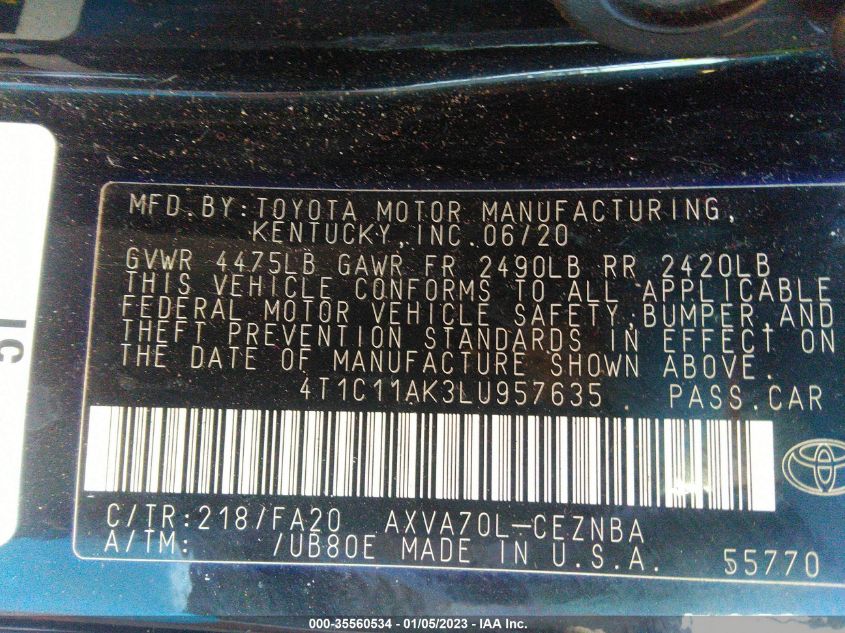 MFD.BY:TOYOTA MOTOR MANUFACTURING,
KENTUCKY,INC.06/20
GVWR 4475LB GAWR FR 2490LB RR 2420LB
THIS VEHICLE CONFORMS TO ALL APPLICABLE
FEDERAL MOTOR VEHICLE SAFETY,BUMPER,AND
THEFT PREVENTION STANDARDS IN EFFECT ON
THE DATE OF MANUFACTURE SHOWN ABOVE.
4T1C11AK3LU957635 . PASS.CAR
C/TR:218/FA20 AXVA70L-CEZNBA
A/TM: /UB80E MADE IN U.S.A. 55770
000-35560534 - 01/05/2023 - IAA Inc.